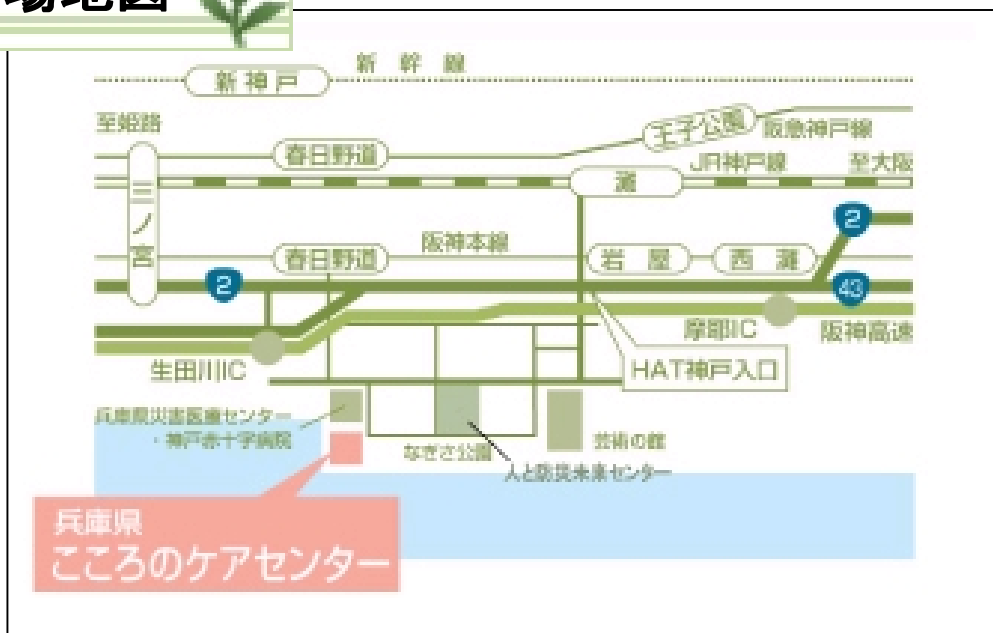 場地図
新幹線
新神戸
至姫路
王子公園
阪急神戸線
春日野道
JR神戸線
至大阪
三ノ宮
灘
2
阪神本線
春日野道
岩屋
西灘
2
43
摩耶IC
阪神高速
生田川IC
HAT神戸入口
兵庫県災害医療センター
・神戸赤十字病院
なぎさ公園
芸術の館
人と防災未来センター
兵庫県
こころのケアセンター